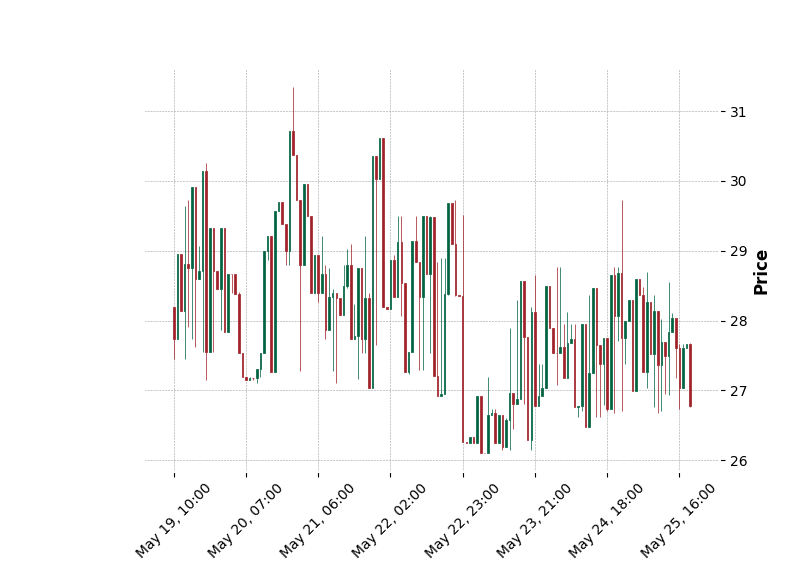 31
30
29
28
27
26
Price
May 19, 10:00
May 20, 07:00
May 21, 06:00
May 22, 02:00
May 22, 23:00
May 23, 21:00
May 24, 18:00
May 25, 16:00